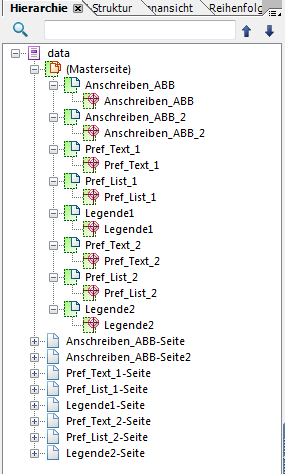 Hierarchie Struktur nansicht Reihenfolg
data
(Masterseite)
Anschreiben_ABB
Anschreiben_ABB
Anschreiben_ABB_2
Anschreiben_ABB_2
Pref_Text_1
Pref_Text_1
Pref_List_1
Pref_List_1
Legende1
Legende1
Pref_Text_2
Pref_Text_2
Pref_List_2
Pref_List_2
Legende2
Legende2
Anschreiben_ABB-Seite
Anschreiben_ABB-Seite2
Pref_Text_1-Seite
Pref_List_1-Seite
Legende1-Seite
Pref_Text_2-Seite
Pref_List_2-Seite
Legende2-Seite